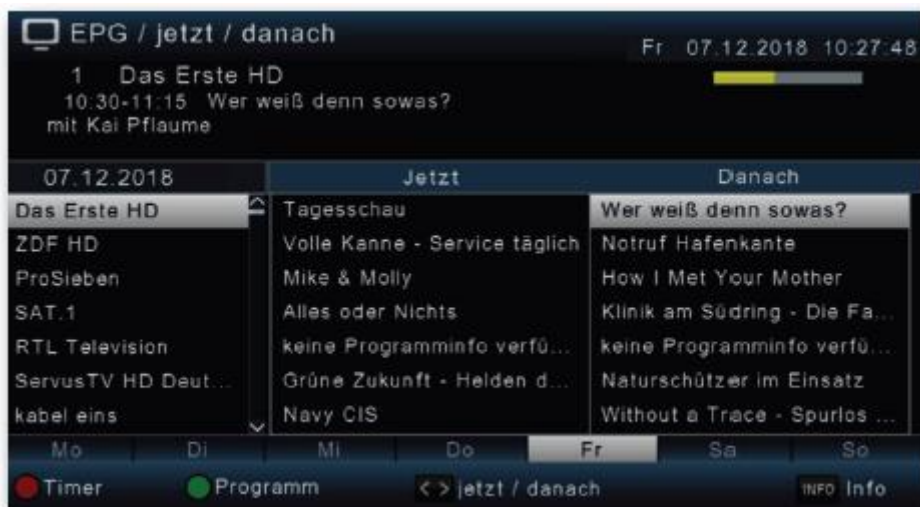 EPG / jetzt / danach
Fr 07.12.2018 10:27:48
1 Das Erste HD
10:30-11:15 Wer weiß denn sowas?
mit Kai Pflaume
07.12.2018 Jetzt Danach
Das Erste HD Tagesschau Wer weiß denn sowas?
ZDF HD Volle Kanne - Service täglich Notruf Hafenkante
ProSieben Mike & Molly How I Met Your Mother
SAT.1 Alles oder Nichts Klinik am Südring - Die Fa...
RTL Television keine Programminfo verfü... keine Programminfo verfü...
ServusTV HD Deut... Grüne Zukunft - Helden d... Naturschützer im Einsatz
kabel eins Navy CIS Without a Trace - Spurlos ...
Mo Di Mi Do Fr Sa So
Timer Programm < > jetzt / danach INFO Info